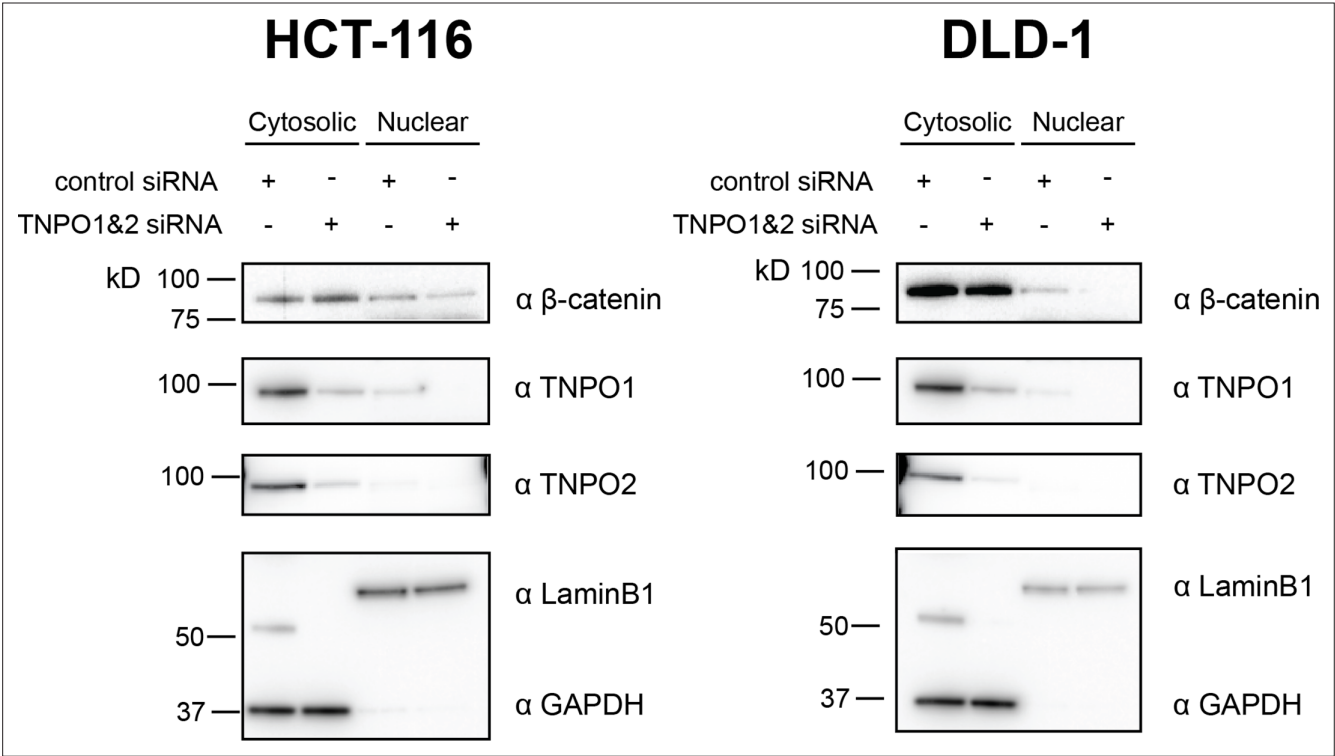 HCT-116
Cytosolic Nuclear
control siRNA + - + -
TNPO1&2 siRNA - + - +
kD 100
75
α β-catenin
100
α TNPO1
100
α TNPO2
α LaminB1
50
37
α GAPDH
DLD-1
Cytosolic Nuclear
control siRNA + - + -
TNPO1&2 siRNA - + - +
kD 100
75
α β-catenin
100
α TNPO1
100
α TNPO2
α LaminB1
50
37
α GAPDH